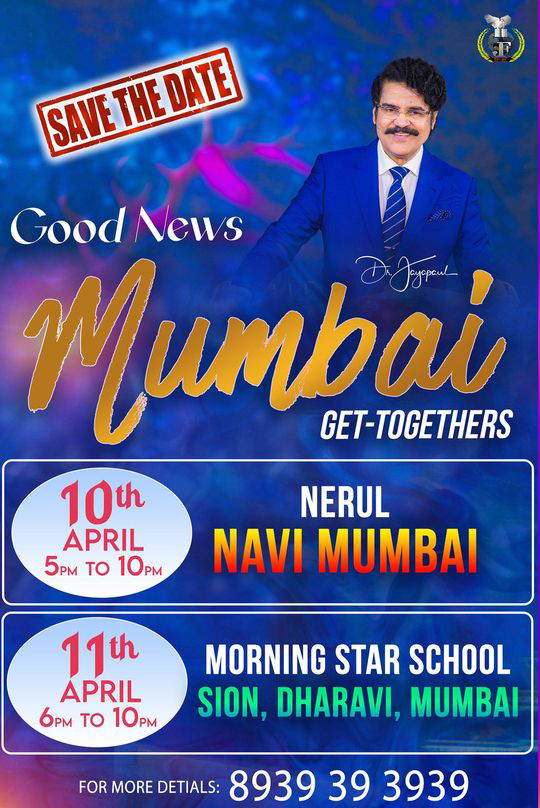 SAVE THE DATE
Good News
Dr Jayapaul
Mumbai
GET-TOGETHERS
10th
APRIL
5PM TO 10PM
NERUL
NAVI MUMBAI
11th
APRIL
6PM TO 10PM
MORNING STAR SCHOOL
SION, DHARAVI, MUMBAI
FOR MORE DETIALS: 8939 39 3939